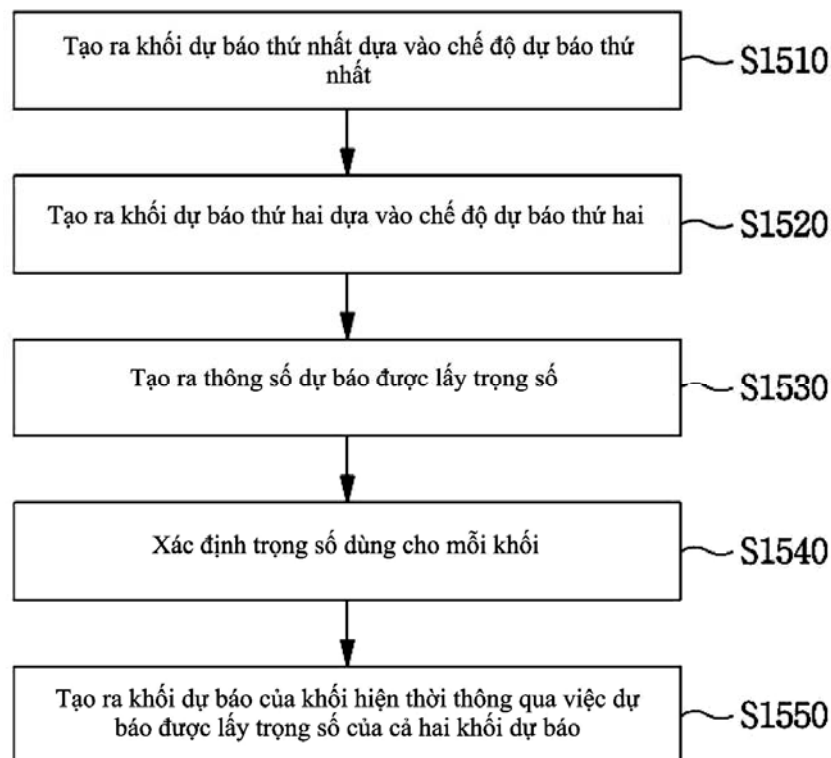 Tạo ra khối dự báo thứ nhất dựa vào chế độ dự báo thứ
nhất
S1510
Tạo ra khối dự báo thứ hai dựa vào chế độ dự báo thứ hai
S1520
Tạo ra thông số dự báo được lấy trọng số
S1530
Xác định trọng số dùng cho mỗi khối
S1540
Tạo ra khối dự báo của khối hiện thời thông qua việc dự
báo được lấy trọng số của cả hai khối dự báo
S1550